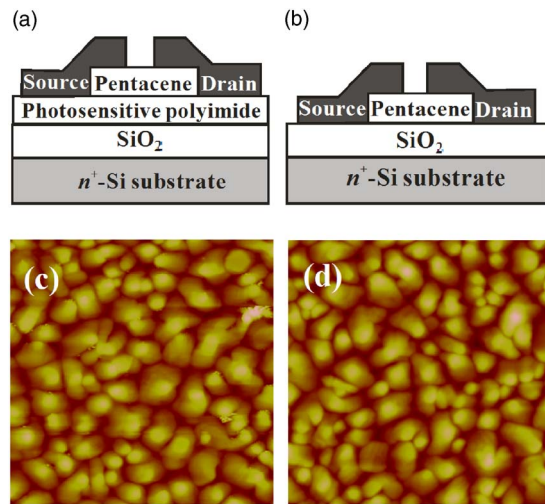 (a)
Source Pentacene Drain
Photosensitive polyimide
SiO₂
n⁺-Si substrate
(b)
Source Pentacene Drain
SiO₂
n⁺-Si substrate
(c)
(d)